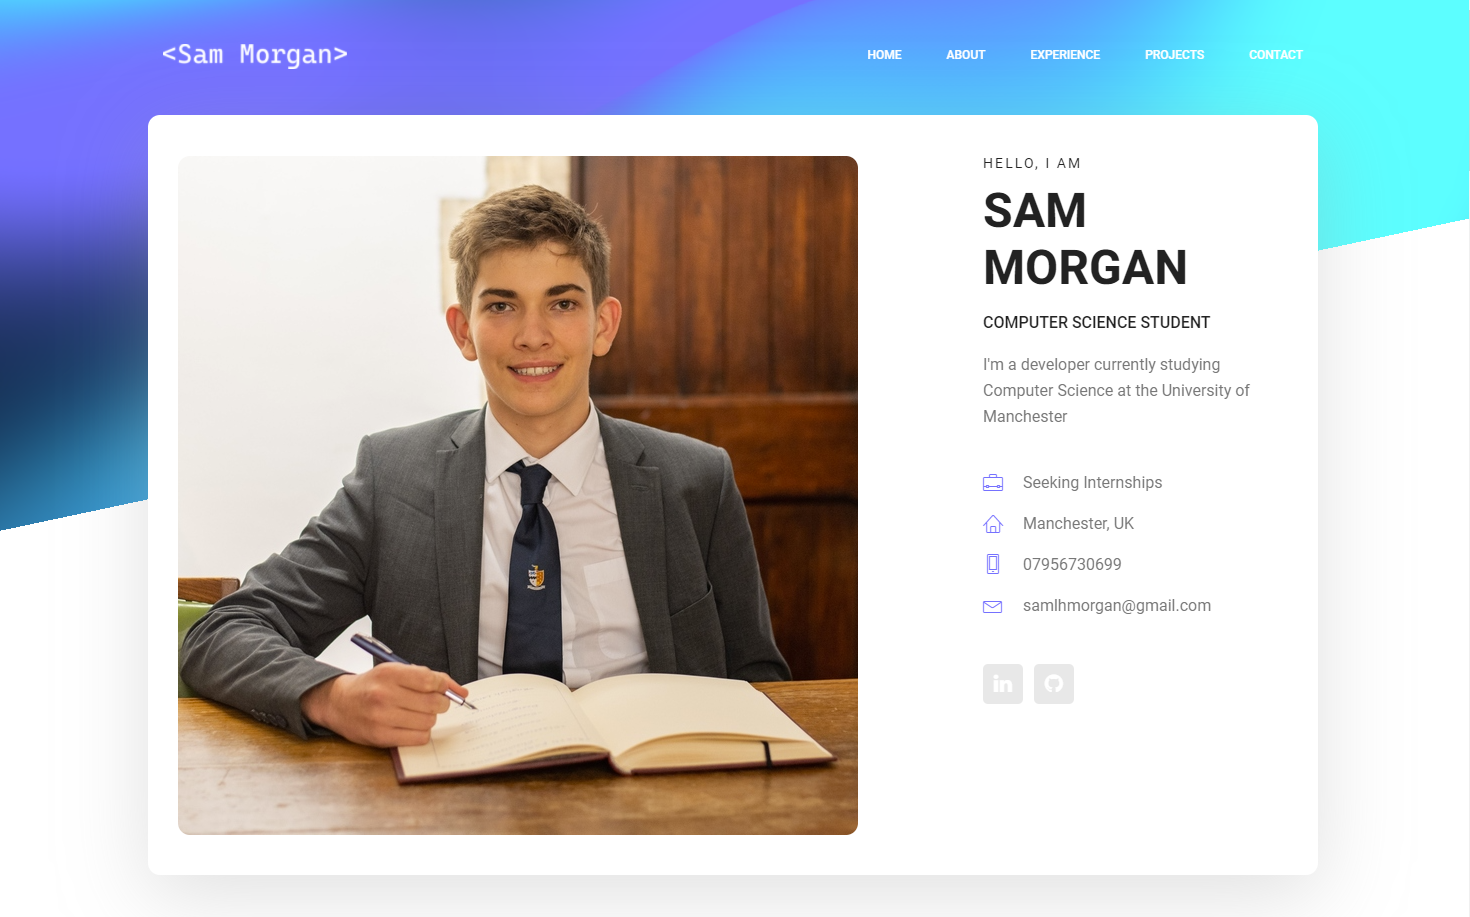 <Sam Morgan>
HOME ABOUT EXPERIENCE PROJECTS CONTACT
HELLO, I AM
SAM
MORGAN
COMPUTER SCIENCE STUDENT
I'm a developer currently studying
Computer Science at the University of
Manchester
Seeking Internships
Manchester, UK
07956730699
samlhmorgan@gmail.com
in